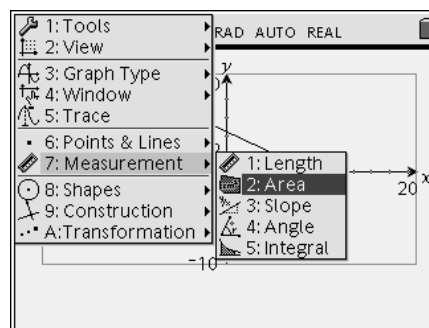 1: Tools
2: View
3: Graph Type
4: Window
5: Trace
6: Points & Lines
7: Measurement
8: Shapes
9: Construction
A: Transformation
RAD AUTO REAL
y
x
20
-10
1: Length
2: Area
3: Slope
4: Angle
5: Integral